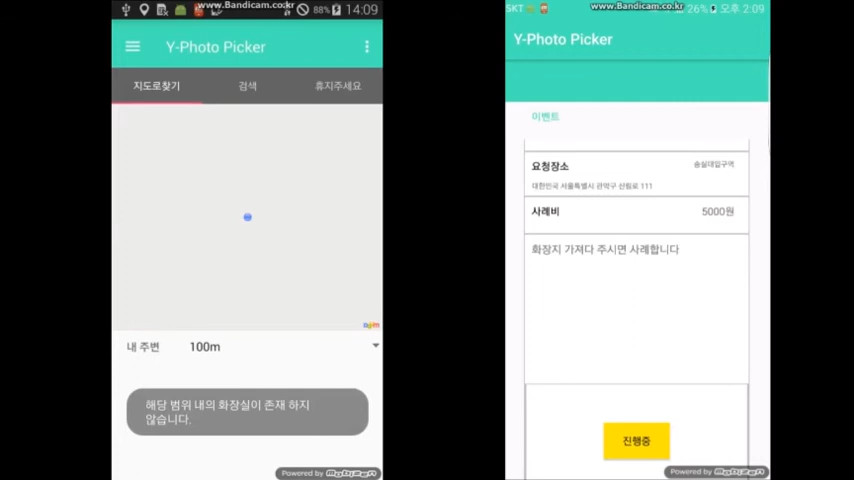 www.Bandicam.co.kr
88% 14:09
Y-Photo Picker
지도로찾기 검색 휴지주세요
내 주변 100m
해당 범위 내의 화장실이 존재 하지
않습니다.
Powered by mobizen
www.Bandicam.co.kr
SKT 26% 오후 2:09
Y-Photo Picker
이벤트
요청장소 숭실대입구역
대한민국 서울특별시 관악구 신림로 111
사례비 5000원
화장지 가져다 주시면 사례합니다
진행중
Powered by mobizen